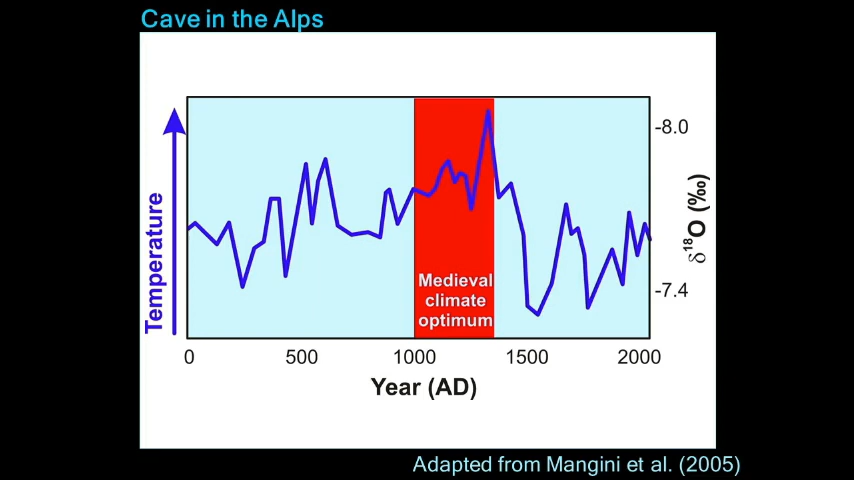 Cave in the Alps
Temperature
-8.0
-7.4
δ18O (‰)
Medieval
climate
optimum
0 500 1000 1500 2000
Year (AD)
Adapted from Mangini et al. (2005)